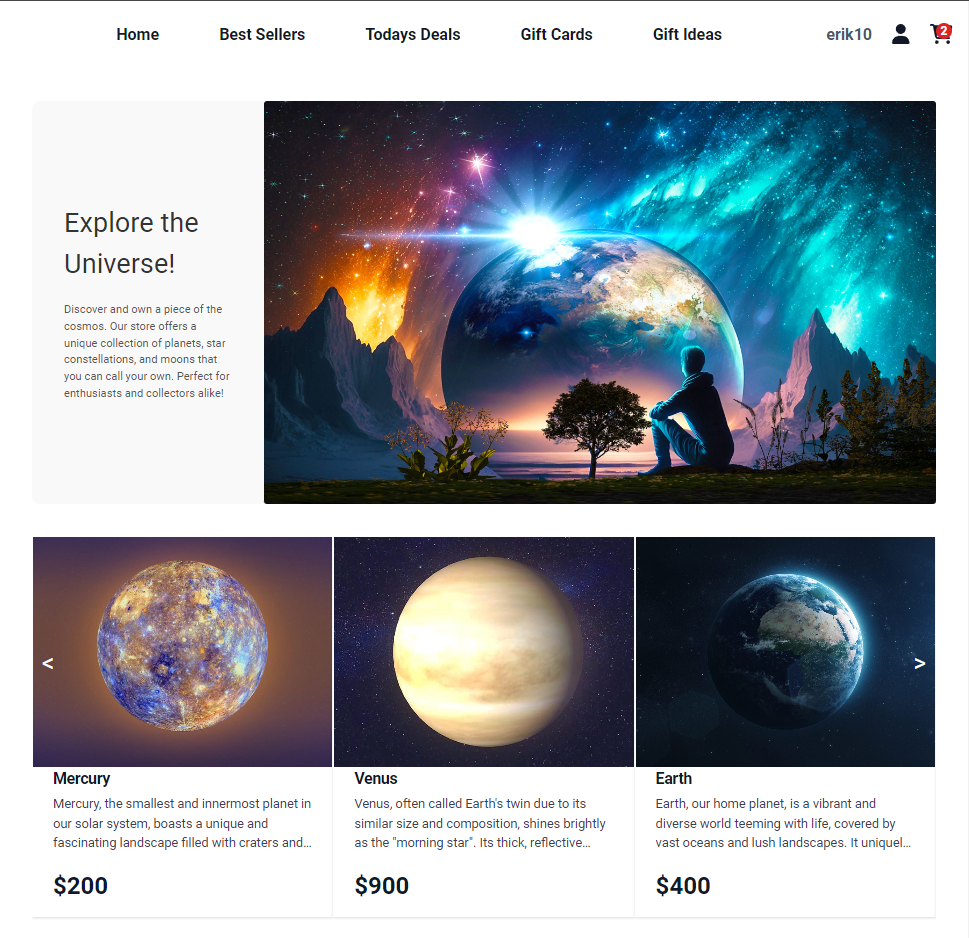 Home Best Sellers Todays Deals Gift Cards Gift Ideas erik10 2
Explore the
Universe!
Discover and own a piece of the
cosmos. Our store offers a
unique collection of planets, star
constellations, and moons that
you can call your own. Perfect for
enthusiasts and collectors alike!
< >
Mercury
Mercury, the smallest and innermost planet in
our solar system, boasts a unique and
fascinating landscape filled with craters and...
$200
Venus
Venus, often called Earth's twin due to its
similar size and composition, shines brightly
as the "morning star". Its thick, reflective...
$900
Earth
Earth, our home planet, is a vibrant and
diverse world teeming with life, covered by
vast oceans and lush landscapes. It uniquel...
$400